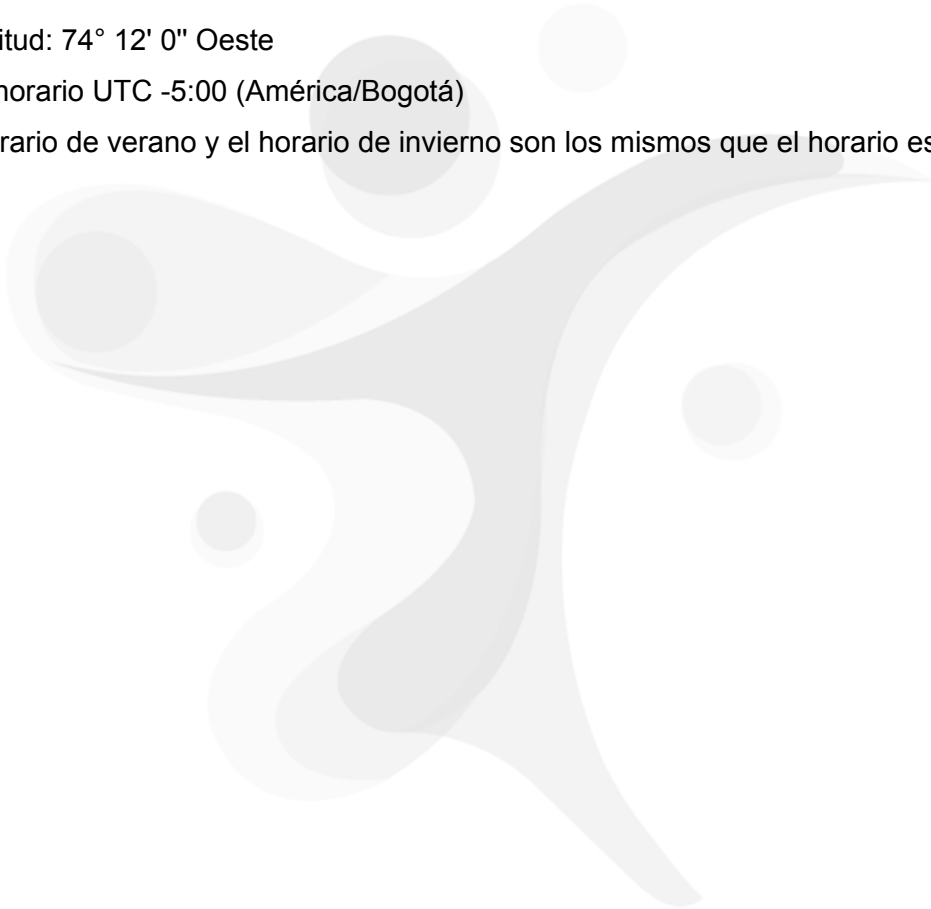 itud: 74° 12' 0" Oeste
horario UTC -5:00 (América/Bogotá)
rario de verano y el horario de invierno son los mismos que el horario es